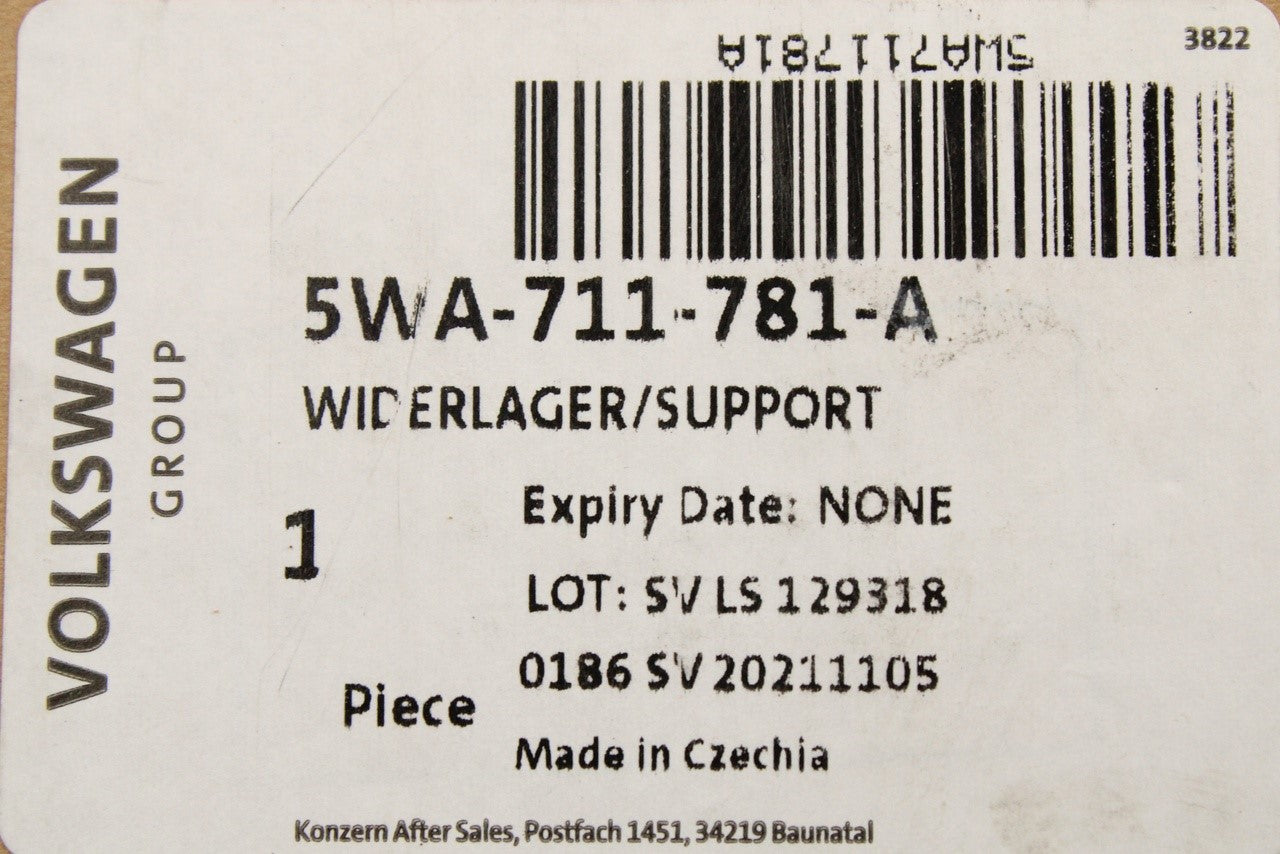 5WA711781A
3822
VOLKSWAGEN
GROUP
5WA-711-781-A
WIDERLAGER/SUPPORT
1
Piece
Expiry Date: NONE
LOT: SV LS 129318
0186 SV 20211105
Made in Czechia
Konzern After Sales, Postfach 1451, 34219 Baunatal